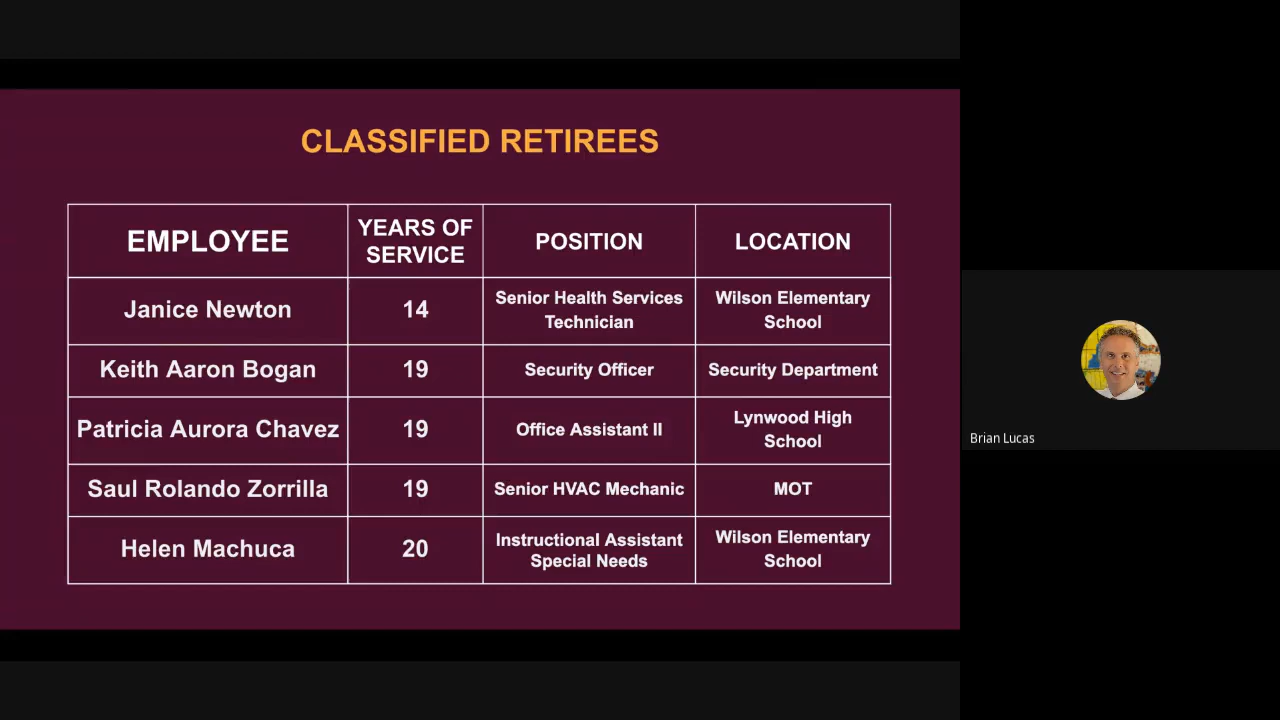 CLASSIFIED RETIREES
EMPLOYEE
YEARS OF
SERVICE
POSITION
LOCATION
Janice Newton
14
Senior Health Services
Technician
Wilson Elementary
School
Keith Aaron Bogan
19
Security Officer
Security Department
Patricia Aurora Chavez
19
Office Assistant II
Lynwood High
School
Saul Rolando Zorrilla
19
Senior HVAC Mechanic
MOT
Helen Machuca
20
Instructional Assistant
Special Needs
Wilson Elementary
School
Brian Lucas